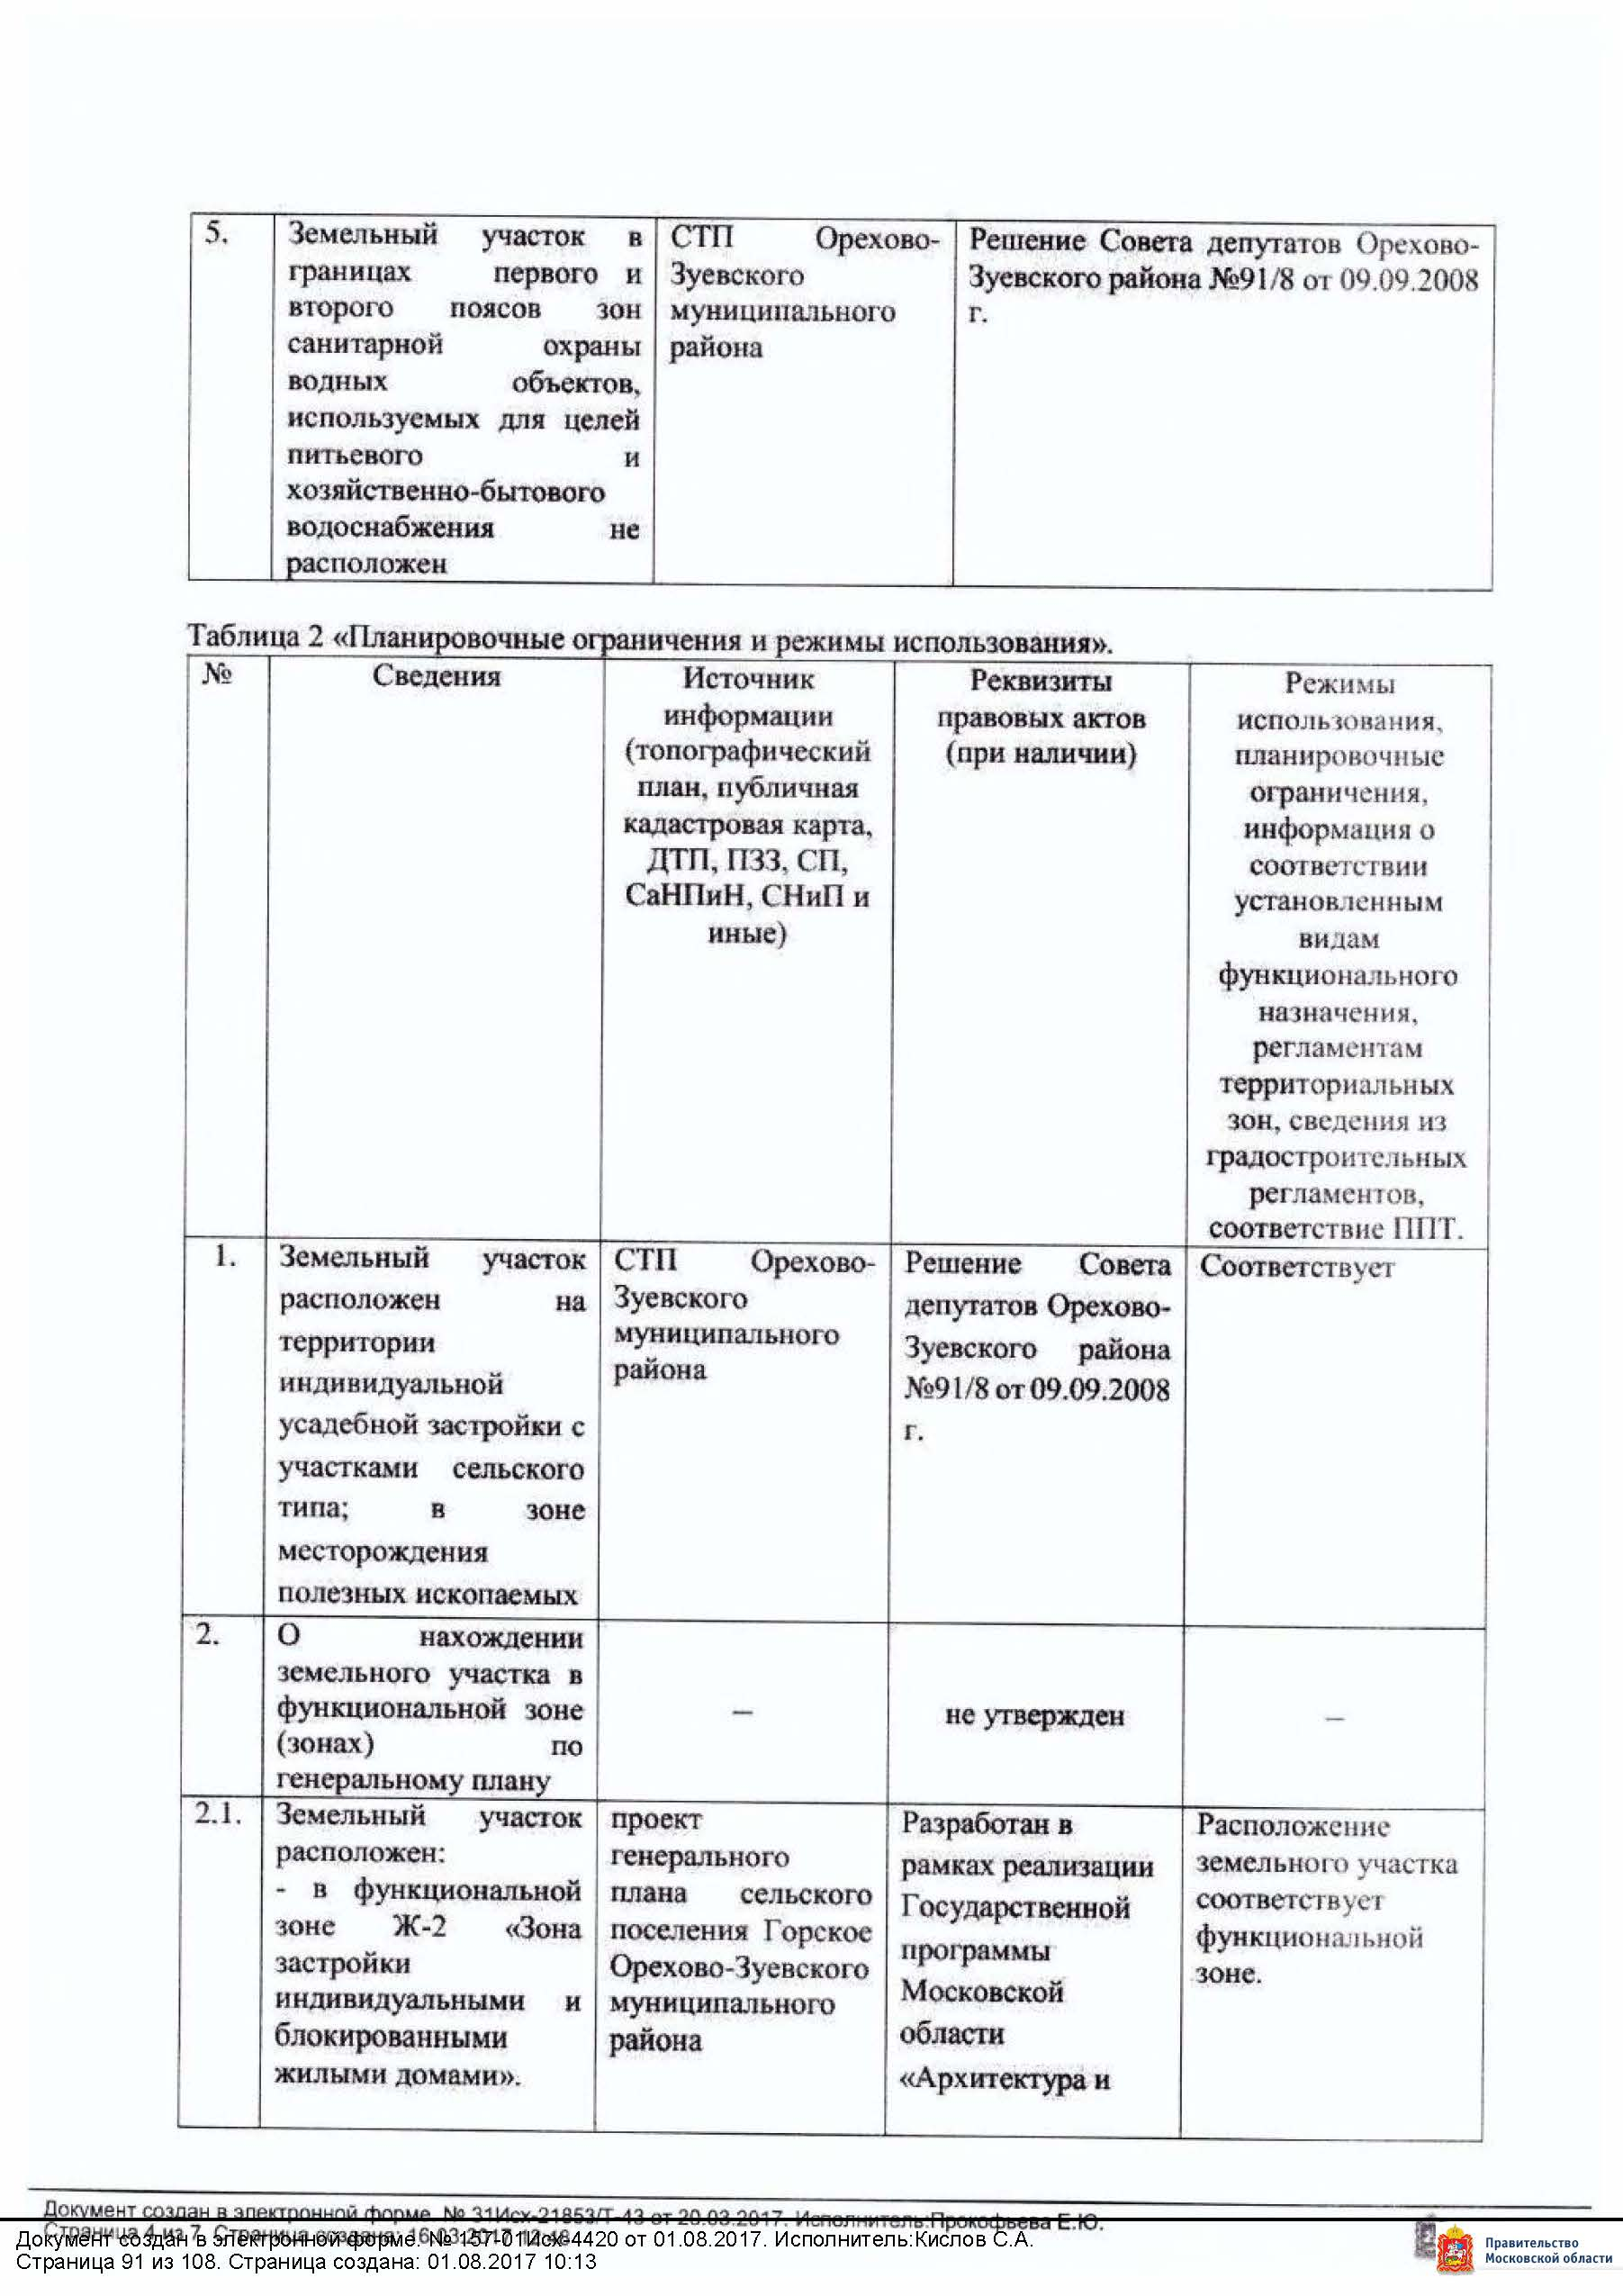 5.
Земельный участок в
границах первого и
второго поясов зон
санитарной охраны
водных объектов,
используемых для целей
питьевого и
хозяйственно-бытового
водоснабжения не
расположен
СТП Орехово-
Зуевского
муниципального
района
Решение Совета депутатов Орехово-
Зуевского района №91/8 от 09.09.2008
г.
Таблица 2 «Планировочные ограничения и режимы использования».
№
Сведения
Источник
информации
(топографический
план, публичная
кадастровая карта,
ДТП, ПЗЗ, СП,
СаНПиН, СНиП и
иные)
Реквизиты
правовых актов
(при наличии)
Режимы
использования,
планировочные
ограничения,
информация о
соответствии
установленным
видам
функционального
назначения,
регламентам
территориальных
зон, сведения из
градостроительных
регламентов,
соответствие ППТ.
1.
Земельный участок
расположен на
территории
индивидуальной
усадебной застройки с
участками сельского
типа; в зоне
месторождения
полезных ископаемых
СТП Орехово-
Зуевского
муниципального
района
Решение Совета
депутатов Орехово-
Зуевского района
№91/8 от 09.09.2008
г.
Соответствует
2.
О нахождении
земельного участка в
функциональной зоне
(зонах) по
генеральному плану
–
не утвержден
–
2.1.
Земельный участок
расположен:
- в функциональной
зоне Ж-2 «Зона
застройки
индивидуальными и
блокированными
жилыми домами».
проект
генерального
плана сельского
поселения Горское
Орехово-Зуевского
муниципального
района
Разработан в
рамках реализации
Государственной
программы
Московской
области
«Архитектура и
Расположение
земельного участка
соответствует
функциональной
зоне.
Документ создан в электронной форме. № 31Исх-21853/Т-43 от 20.03.2017. Исполнитель:Прокофьева Е.Ю.
Страница 4 из 7. Страница создана: 16.03.2017
Документ создан в электронной форме. № 157-01Исх-4420 от 01.08.2017. Исполнитель:Кислов С.А.
Страница 91 из 108. Страница создана: 01.08.2017 10:13
Правительство
Московской области